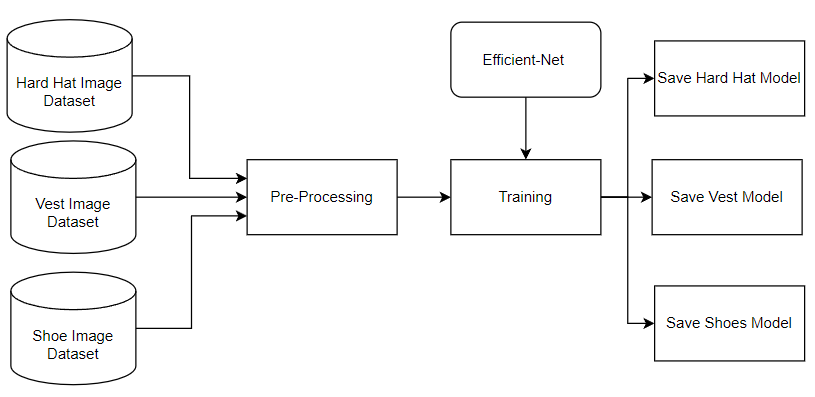 Hard Hat Image
Dataset
Vest Image
Dataset
Shoe Image
Dataset
Pre-Processing
Efficient-Net
Training
Save Hard Hat Model
Save Vest Model
Save Shoes Model